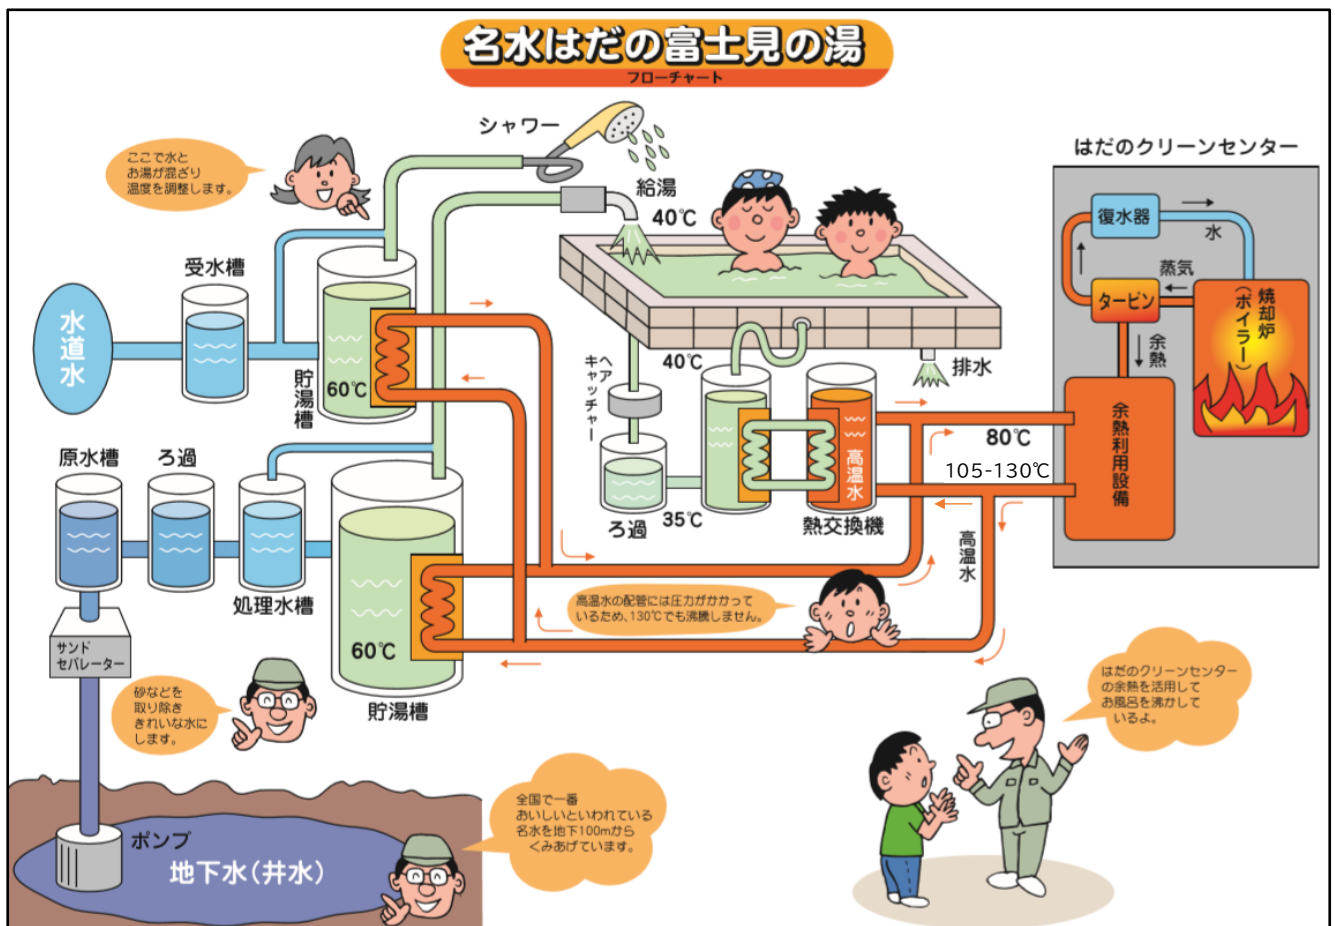 名水はだの富士見の湯
フローチャート
シャワー
はだのクリーンセンター
ここで水と
お湯が混ざり
温度を調整します。
給湯
40℃
復水器
水
蒸気
タービン
焼却炉
(ボイラー)
余熱
受水槽
水道水
貯湯槽
60℃
ヘアキャッチャー
40℃
排水
余熱利用設備
80℃
105-130℃
高温水
熱交換機
ろ過
35℃
原水槽
ろ過
処理水槽
高温水
高温水の配管には圧力がかかって
いるため、130℃でも沸騰しません。
サンド
セパレーター
60℃
貯湯槽
砂などを
取り除き
きれいな水に
します。
はだのクリーンセンター
の余熱を活用して
お風呂を沸かして
いるよ。
全国で一番
おいしいといわれている
名水を地下100mから
くみあげています。
ポンプ
地下水(井水)